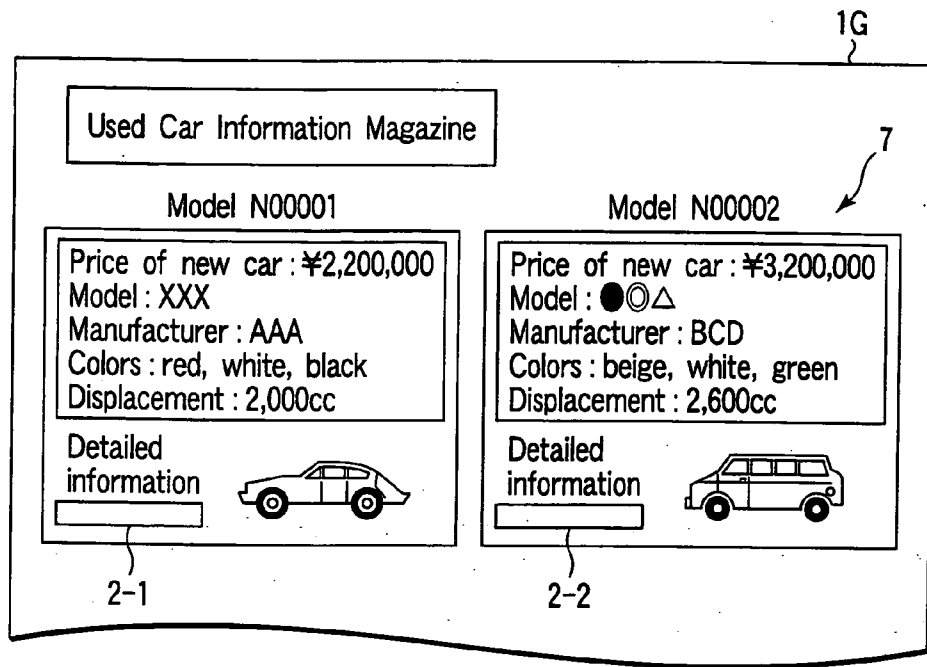 1G
Used Car Information Magazine
7
Model N00001
Price of new car : ¥2,200,000
Model : XXX
Manufacturer : AAA
Colors : red, white, black
Displacement : 2,000cc
Detailed
information
2-1
Model N00002
Price of new car : ¥3,200,000
Model : ●◎△
Manufacturer : BCD
Colors : beige, white, green
Displacement : 2,600cc
Detailed
information
2-2